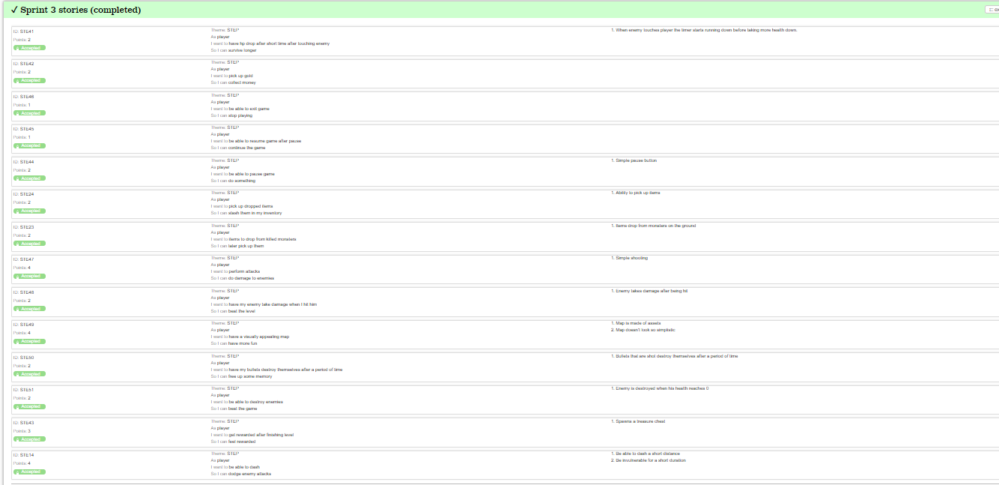 ✓ Sprint 3 stories (completed)
ID: STE41
Points: 2
Accepted
Theme: STEP
As player
I want to have hp drop after short time after touching enemy
So I can survive longer
1. When enemy touches player the timer starts running down before taking more health down.
ID: STE42
Points: 2
Accepted
Theme: STEP
As player
I want to pick up gold
So I can collect money
ID: STE46
Points: 1
Accepted
Theme: STEP
As player
I want to be able to exit game
So I can stop playing
ID: STE45
Points: 1
Accepted
Theme: STEP
As player
I want to be able to resume game after pause
So I can continue the game
ID: STE44
Points: 2
Accepted
Theme: STEP
As player
I want to be able to pause game
So I can do something
1. Simple pause button
ID: STE24
Points: 2
Accepted
Theme: STEP
As player
I want to pick up dropped items
So I can stash them in my inventory
1. Ability to pick up items
ID: STE23
Points: 2
Accepted
Theme: STEP
As player
I want to items to drop from killed monsters
So I can later pick up them
1. Items drop from monsters on the ground
ID: STE47
Points: 4
Accepted
Theme: STEP
As player
I want to perform attacks
So I can do damage to enemies
1. Simple shooting
ID: STE48
Points: 2
Accepted
Theme: STEP
As player
I want to have my enemy take damage when I hit him
So I can beat the level
1. Enemy takes damage after being hit
ID: STE49
Points: 4
Accepted
Theme: STEP
As player
I want to have a visually appealing map
So I can have more fun
1. Map is made of assets
2. Map doesn't look so simplistic
ID: STE50
Points: 2
Accepted
Theme: STEP
As player
I want to have my bullets destroy themselves after a period of time
So I can free up some memory
1. Bullets that are shot destroy themselves after a period of time
ID: STE51
Points: 2
Accepted
Theme: STEP
As player
I want to be able to destroy enemies
So I can beat the game
1. Enemy is destroyed when his health reaches 0
ID: STE43
Points: 3
Accepted
Theme: STEP
As player
I want to get rewarded after finishing level
So I can feel rewarded
1. Spawns a treasure chest
ID: STE14
Points: 4
Accepted
Theme: STEP
As player
I want to be able to dash
So I can dodge enemy attacks
1. Be able to dash a short distance
2. Be invulnerable for a short duration